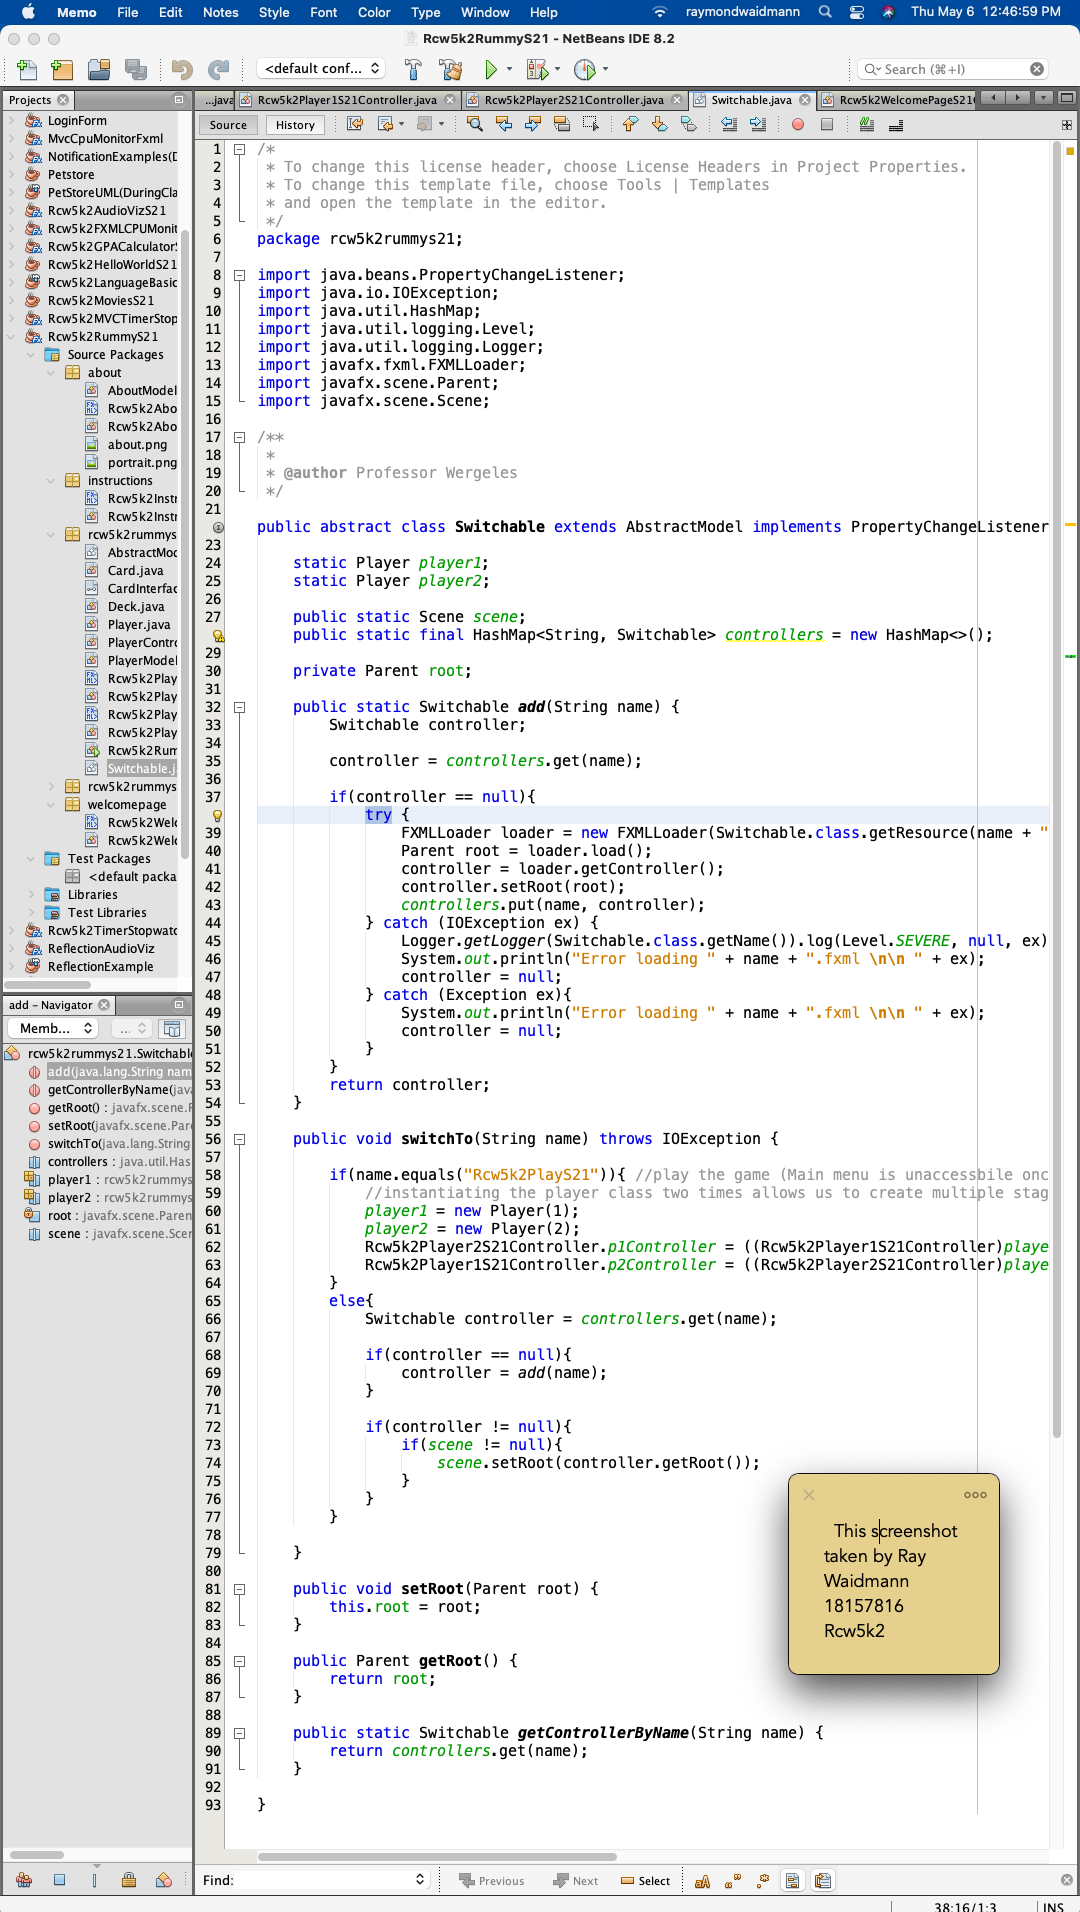 Memo File Edit Notes Style Font Color Type Window Help raymondwaidmann Thu May 6 12:46:59 PM
Rcw5k2RummyS21 - NetBeans IDE 8.2
<default conf... Search (⌘+I)
Projects
...java Rcw5k2Player1S21Controller.java Rcw5k2Player2S21Controller.java Switchable.java Rcw5k2WelcomePageS21
Source History
LoginForm
MvcCpuMonitorFxml
NotificationExamples(D
Petstore
PetStoreUML(DuringCla
Rcw5k2AudioVizS21
Rcw5k2FXMLCPUMonit
Rcw5k2GPACalculatorS
Rcw5k2HelloWorldS21
Rcw5k2LanguageBasic
Rcw5k2MoviesS21
Rcw5k2MVCTimerStop
Rcw5k2RummyS21
Source Packages
about
AboutModel
Rcw5k2Abo
Rcw5k2Abo
about.png
portrait.png
instructions
Rcw5k2Instr
Rcw5k2Instr
rcw5k2rummys
AbstractMod
Card.java
CardInterfac
Deck.java
Player.java
PlayerContro
PlayerModel
Rcw5k2Play
Rcw5k2Play
Rcw5k2Play
Rcw5k2Play
Rcw5k2Rum
Switchable.j
rcw5k2rummys
welcomepage
Rcw5k2Welc
Rcw5k2Welc
Test Packages
<default packa
Libraries
Test Libraries
Rcw5k2TimerStopwatc
ReflectionAudioViz
ReflectionExample
add - Navigator
Memb... ...
rcw5k2rummys21.Switchable
add(java.lang.String nam
getControllerByName(java
getRoot() : javafx.scene.P
setRoot(javafx.scene.Pare
switchTo(java.lang.String
controllers : java.util.Has
player1 : rcw5k2rummys
player2 : rcw5k2rummys
root : javafx.scene.Paren
scene : javafx.scene.Scen
1 /*
2 * To change this license header, choose License Headers in Project Properties.
3 * To change this template file, choose Tools | Templates
4 * and open the template in the editor.
5 */
6 package rcw5k2rummys21;
7
8 import java.beans.PropertyChangeListener;
9 import java.io.IOException;
10 import java.util.HashMap;
11 import java.util.logging.Level;
12 import java.util.logging.Logger;
13 import javafx.fxml.FXMLLoader;
14 import javafx.scene.Parent;
15 import javafx.scene.Scene;
16
17 /**
18 *
19 * @author Professor Wergeles
20 */
21
public abstract class Switchable extends AbstractModel implements PropertyChangeListener
23
24 static Player player1;
25 static Player player2;
26
27 public static Scene scene;
public static final HashMap<String, Switchable> controllers = new HashMap<>();
29
30 private Parent root;
31
32 public static Switchable add(String name) {
33 Switchable controller;
34
35 controller = controllers.get(name);
36
37 if(controller == null){
try {
39 FXMLLoader loader = new FXMLLoader(Switchable.class.getResource(name + "
40 Parent root = loader.load();
41 controller = loader.getController();
42 controller.setRoot(root);
43 controllers.put(name, controller);
44 } catch (IOException ex) {
45 Logger.getLogger(Switchable.class.getName()).log(Level.SEVERE, null, ex)
46 System.out.println("Error loading " + name + ".fxml \n\n " + ex);
47 controller = null;
48 } catch (Exception ex){
49 System.out.println("Error loading " + name + ".fxml \n\n " + ex);
50 controller = null;
51 }
52 }
53 return controller;
54 }
55
56 public void switchTo(String name) throws IOException {
57
58 if(name.equals("Rcw5k2PlayS21")){ //play the game (Main menu is unaccessbile onc
59 //instantiating the player class two times allows us to create multiple stag
60 player1 = new Player(1);
61 player2 = new Player(2);
62 Rcw5k2Player2S21Controller.p1Controller = ((Rcw5k2Player1S21Controller)playe
63 Rcw5k2Player1S21Controller.p2Controller = ((Rcw5k2Player2S21Controller)playe
64 }
65 else{
66 Switchable controller = controllers.get(name);
67
68 if(controller == null){
69 controller = add(name);
70 }
71
72 if(controller != null){
73 if(scene != null){
74 scene.setRoot(controller.getRoot());
75 }
76 }
77 }
78
79 }
80
81 public void setRoot(Parent root) {
82 this.root = root;
83 }
84
85 public Parent getRoot() {
86 return root;
87 }
88
89 public static Switchable getControllerByName(String name) {
90 return controllers.get(name);
91 }
92
93 }
This screenshot
taken by Ray
Waidmann
18157816
Rcw5k2
Find: Previous Next Select
38:16/1:3 INS